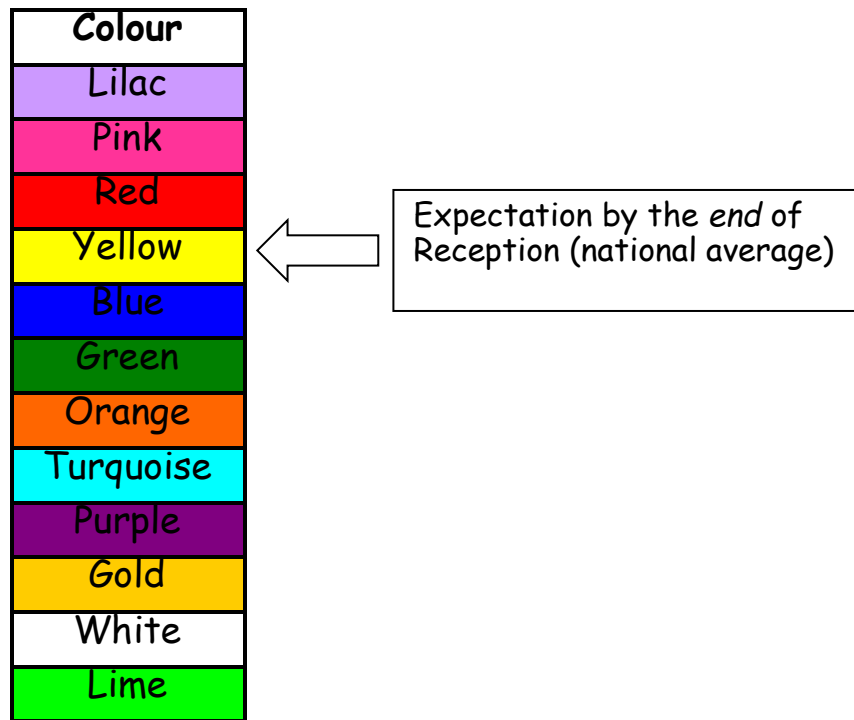 Colour
Lilac
Pink
Red
Yellow
Blue
Green
Orange
Turquoise
Purple
Gold
White
Lime
Expectation by the end of
Reception (national average)